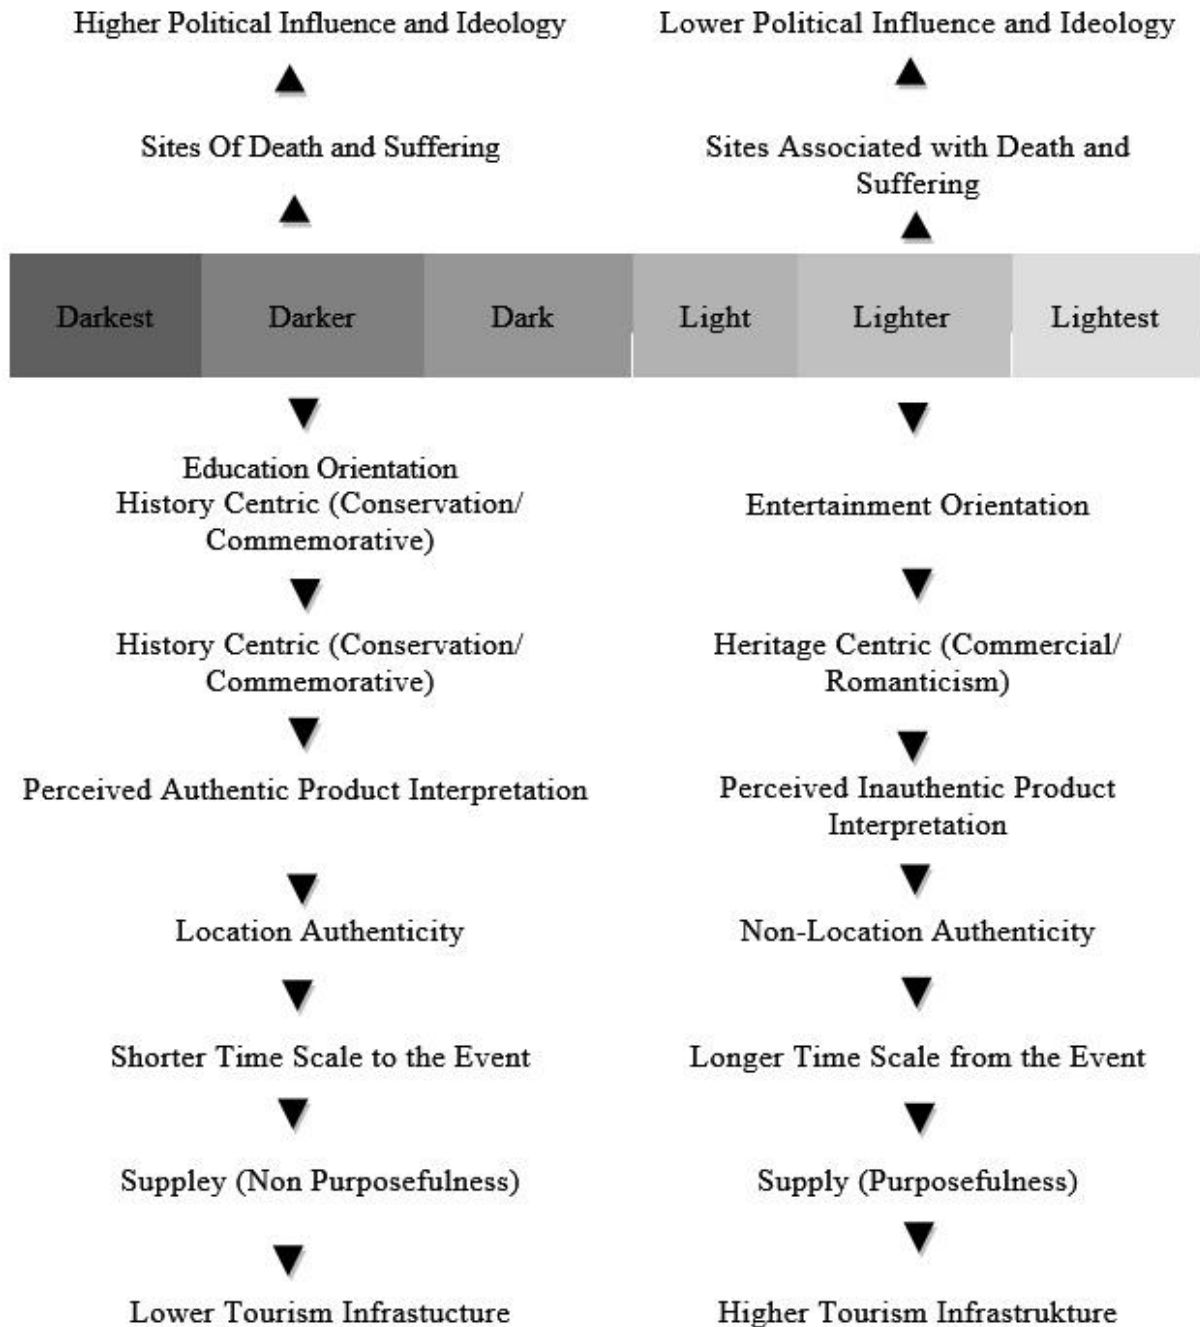 Higher Political Influence and Ideology
Lower Political Influence and Ideology
Sites Of Death and Suffering
Sites Associated with Death and
Suffering
Darkest
Darker
Dark
Light
Lighter
Lightest
Education Orientation
History Centric (Conservation/
Commemorative)
Entertainment Orientation
History Centric (Conservation/
Commemorative)
Heritage Centric (Commercial/
Romanticism)
Perceived Authentic Product Interpretation
Perceived Inauthentic Product
Interpretation
Location Authenticity
Non-Location Authenticity
Shorter Time Scale to the Event
Longer Time Scale from the Event
Suppley (Non Purposefulness)
Supply (Purposefulness)
Lower Tourism Infrastucture
Higher Tourism Infrastrukture